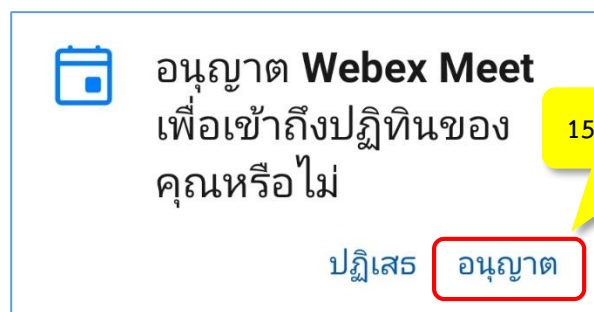 อนุญาต Webex Meet
เพื่อเข้าถึงปฏิทินของ
คุณหรือไม่
15
ปฏิเสธ อนุญาต